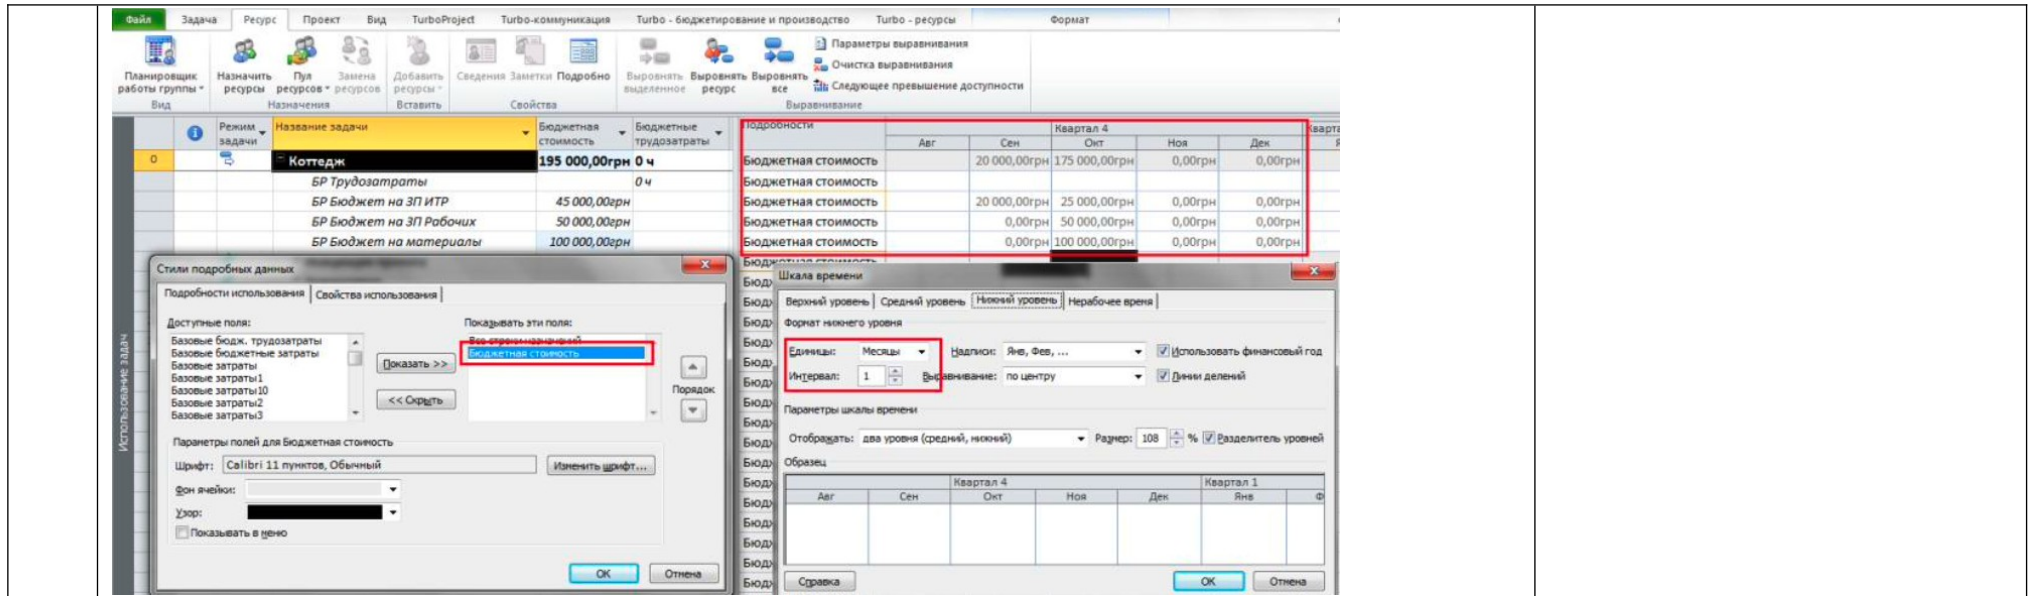 Файл Задача Ресурс Проект Вид TurboProject Turbo-коммуникация Turbo - бюджетирование и производство Turbo - ресурсы Формат
Планировщик работы группы
Назначить ресурсы
Пул ресурсов
Замена ресурсов
Добавить ресурсы
Сведения Заметки Подробно
Выровнять выделенное
Выровнять ресурс
Выровнять все
Параметры выравнивания
Очистка выравнивания
Следующее превышение доступности
Вид Назначения Вставить Свойства Выравнивание
Режим задачи Название задачи Бюджетная стоимость Бюджетные трудозатраты Подробности Квартал 4
Авг Сен Окт Ноя Дек
0 Коттедж 195 000,00грн 0 ч Бюджетная стоимость 20 000,00грн 175 000,00грн 0,00грн 0,00грн
БР Трудозатраты 0 ч Бюджетная стоимость
БР Бюджет на ЗП ИТР 45 000,00грн Бюджетная стоимость 20 000,00грн 25 000,00грн 0,00грн 0,00грн
БР Бюджет на ЗП Рабочих 50 000,00грн Бюджетная стоимость 0,00грн 50 000,00грн 0,00грн 0,00грн
БР Бюджет на материалы 100 000,00грн Бюджетная стоимость 0,00грн 100 000,00грн 0,00грн 0,00грн
Использование задач
Стили подробных данных
Подробности использования Свойства использования
Доступные поля: Показывать эти поля:
Базовые бюдж. трудозатраты
Базовые бюджетные затраты
Базовые затраты
Базовые затраты1
Базовые затраты10
Базовые затраты2
Базовые затраты3
Показать >>
<< Скрыть
Все строки назначений
Бюджетная стоимость
Порядок
Параметры полей для Бюджетная стоимость
Шрифт: Calibri 11 пунктов, Обычный Изменить шрифт...
Фон ячейки:
Узор:
Показывать в меню
ОК Отмена
Шкала времени
Верхний уровень Средний уровень Нижний уровень Нерабочее время
Формат нижнего уровня
Единицы: Месяцы Надписи: Янв, Фев, ... Использовать финансовый год
Интервал: 1 Выравнивание: по центру Линии делений
Параметры шкалы времени
Отображать: два уровня (средний, нижний) Размер: 108 % Разделитель уровней
Образец
Квартал 4 Квартал 1
Авг Сен Окт Ноя Дек Янв Ф
Справка ОК Отмена